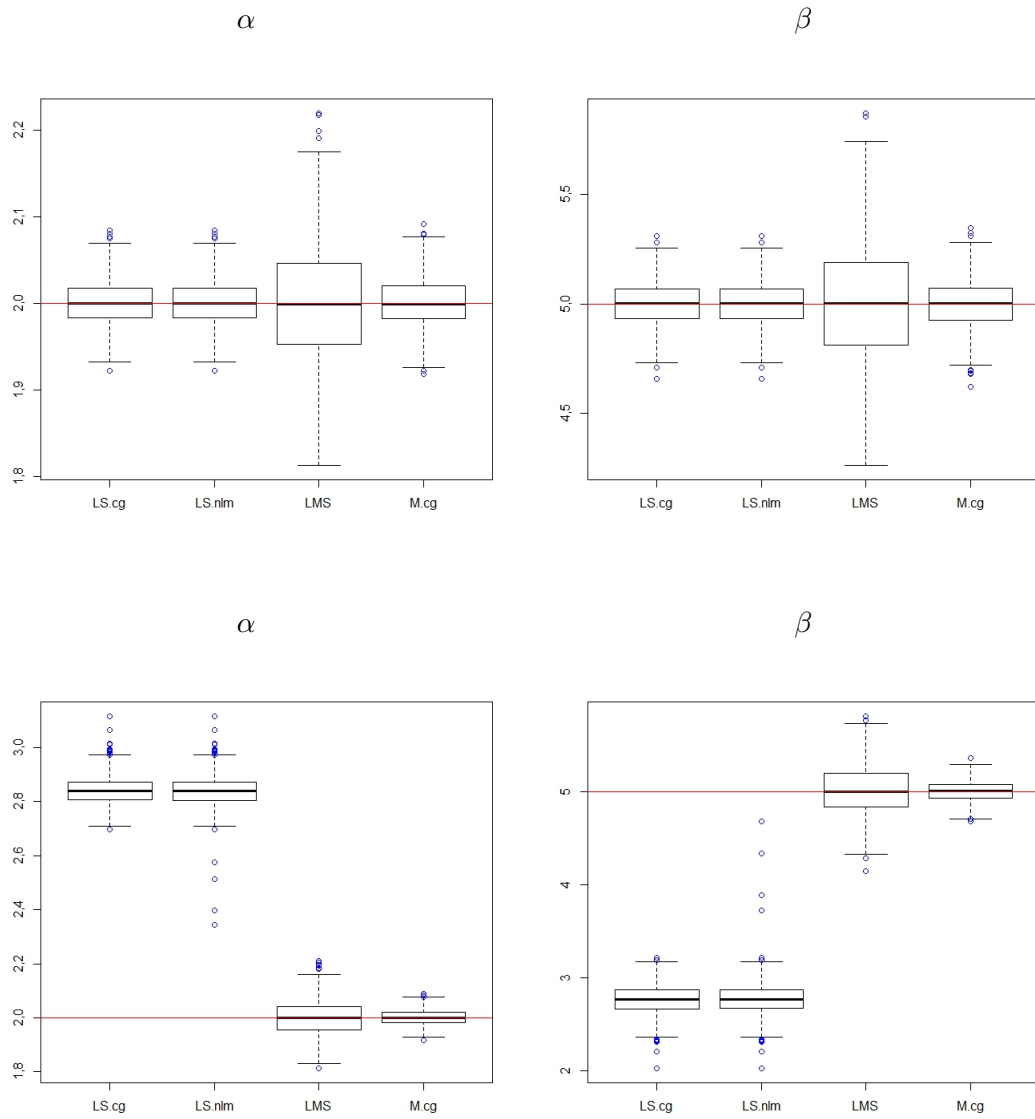 α
β
2,2
2,1
2,0
1,9
1,8
LS.cg LS.nlm LMS M.cg
5,5
5,0
4,5
LS.cg LS.nlm LMS M.cg
α
β
3,0
2,8
2,6
2,4
2,2
2,0
1,8
LS.cg LS.nlm LMS M.cg
5
4
3
2
LS.cg LS.nlm LMS M.cg